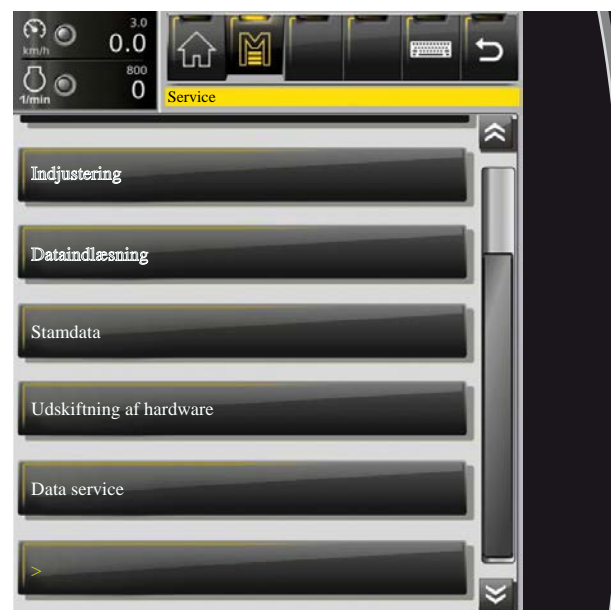 3.0
km/h 0.0
800
1/min 0
Service
Indjustering
Dataindlæsning
Stamdata
Udskiftning af hardware
Data service
>